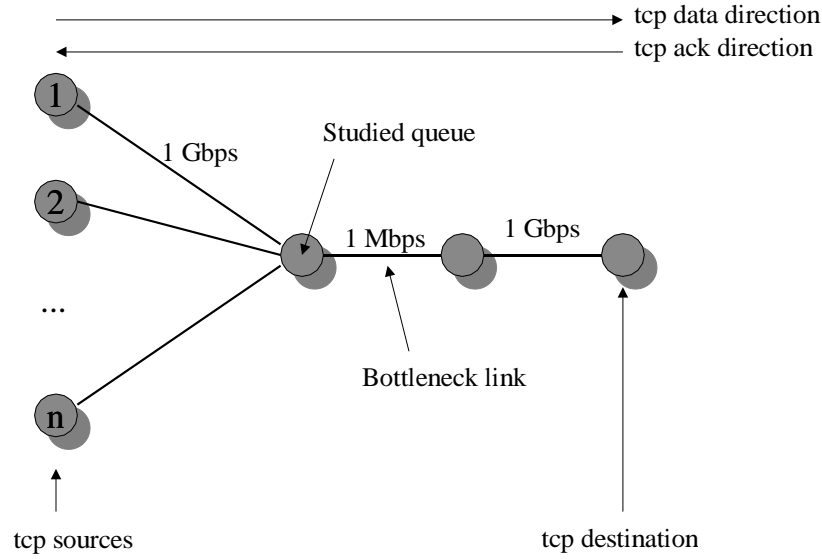 tcp data direction
tcp ack direction
1
Studied queue
1 Gbps
2
1 Mbps
1 Gbps
...
Bottleneck link
n
tcp sources
tcp destination